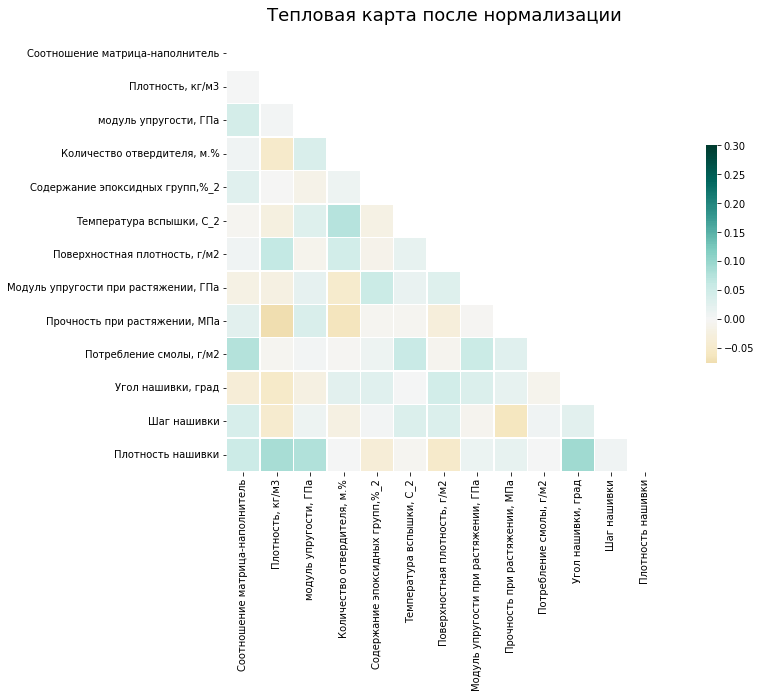 Тепловая карта после нормализации
Соотношение матрица-наполнитель
Плотность, кг/м3
модуль упругости, ГПа
Количество отвердителя, м.%
Содержание эпоксидных групп,%_2
Температура вспышки, С_2
Поверхностная плотность, г/м2
Модуль упругости при растяжении, ГПа
Прочность при растяжении, МПа
Потребление смолы, г/м2
Угол нашивки, град
Шаг нашивки
Плотность нашивки
0.30
0.25
0.20
0.15
0.10
0.05
0.00
−0.05
Соотношение матрица-наполнитель
Плотность, кг/м3
модуль упругости, ГПа
Количество отвердителя, м.%
Содержание эпоксидных групп,%_2
Температура вспышки, С_2
Поверхностная плотность, г/м2
Модуль упругости при растяжении, ГПа
Прочность при растяжении, МПа
Потребление смолы, г/м2
Угол нашивки, град
Шаг нашивки
Плотность нашивки